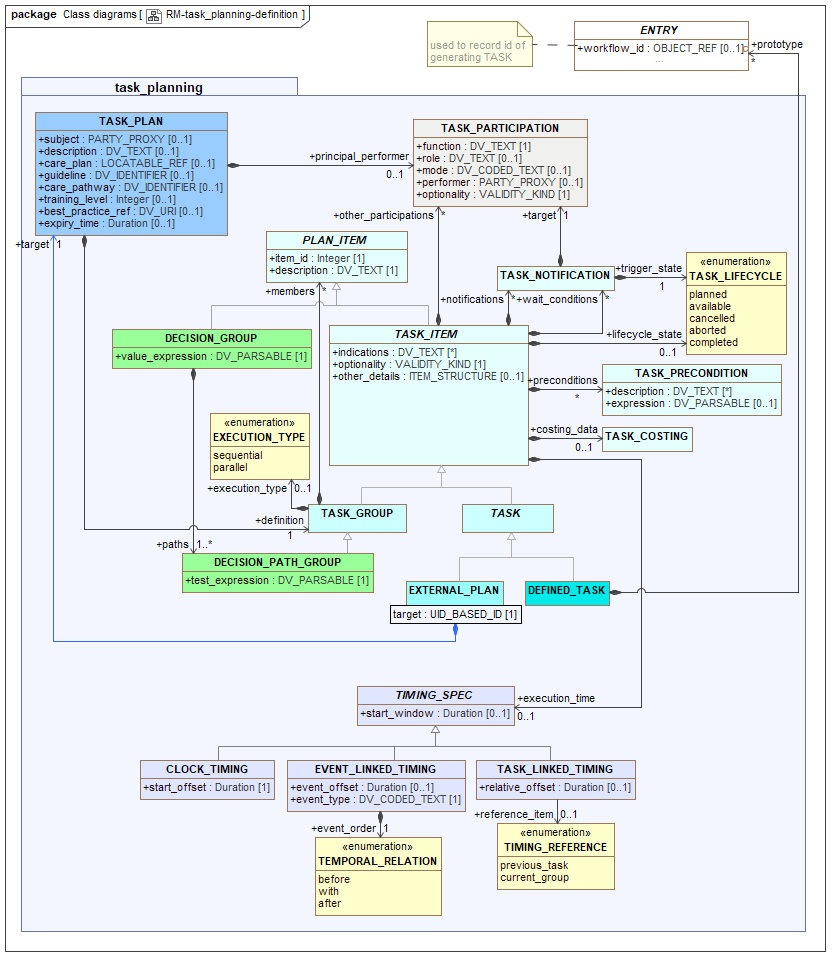 package Class diagrams [ RM-task_planning-definition ]
used to record id of
generating TASK
ENTRY
+workflow_id : OBJECT_REF [0..1]
...
+prototype
*
task_planning
TASK_PLAN
+subject : PARTY_PROXY [0..1]
+description : DV_TEXT [0..1]
+care_plan : LOCATABLE_REF [0..1]
+guideline : DV_IDENTIFIER [0..1]
+care_pathway : DV_IDENTIFIER [0..1]
+training_level : Integer [0..1]
+best_practice_ref : DV_URI [0..1]
+expiry_time : Duration [0..1]
+principal_performer
0..1
TASK_PARTICIPATION
+function : DV_TEXT [1]
+role : DV_TEXT [0..1]
+mode : DV_CODED_TEXT [0..1]
+performer : PARTY_PROXY [0..1]
+optionality : VALIDITY_KIND [1]
+other_participations *
+target 1
+target 1
PLAN_ITEM
+item_id : Integer [1]
+description : DV_TEXT [1]
+members *
TASK_NOTIFICATION
+trigger_state
1
«enumeration»
TASK_LIFECYCLE
planned
available
cancelled
aborted
completed
+notifications *
+wait_conditions *
DECISION_GROUP
+value_expression : DV_PARSABLE [1]
TASK_ITEM
+indications : DV_TEXT [*]
+optionality : VALIDITY_KIND [1]
+other_details : ITEM_STRUCTURE [0..1]
+lifecycle_state
0..1
+preconditions
*
TASK_PRECONDITION
+description : DV_TEXT [*]
+expression : DV_PARSABLE [0..1]
+costing_data
0..1
TASK_COSTING
«enumeration»
EXECUTION_TYPE
sequential
parallel
+execution_type 0..1
TASK_GROUP
TASK
+definition
1
+paths 1..*
DECISION_PATH_GROUP
+test_expression : DV_PARSABLE [1]
EXTERNAL_PLAN
target : UID_BASED_ID [1]
DEFINED_TASK
TIMING_SPEC
+start_window : Duration [0..1]
+execution_time
0..1
CLOCK_TIMING
+start_offset : Duration [1]
EVENT_LINKED_TIMING
+event_offset : Duration [0..1]
+event_type : DV_CODED_TEXT [1]
TASK_LINKED_TIMING
+relative_offset : Duration [0..1]
+event_order 1
+reference_item 0..1
«enumeration»
TEMPORAL_RELATION
before
with
after
«enumeration»
TIMING_REFERENCE
previous_task
current_group